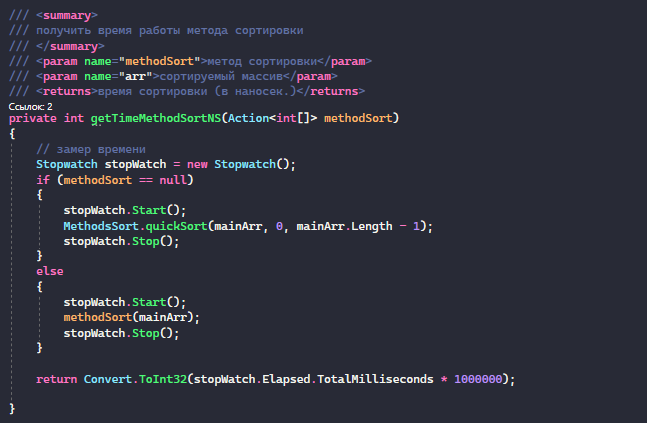 /// <summary>
/// получить время работы метода сортировки
/// </summary>
/// <param name="methodSort">метод сортировки</param>
/// <param name="arr">сортируемый массив</param>
/// <returns>время сортировки (в наносек.)</returns>
Ссылок: 2
private int getTimeMethodSortNS(Action<int[]> methodSort)
{
    // замер времени
    Stopwatch stopWatch = new Stopwatch();
    if (methodSort == null)
    {
        stopWatch.Start();
        MethodsSort.quickSort(mainArr, 0, mainArr.Length - 1);
        stopWatch.Stop();
    }
    else
    {
        stopWatch.Start();
        methodSort(mainArr);
        stopWatch.Stop();
    }
    return Convert.ToInt32(stopWatch.Elapsed.TotalMilliseconds * 1000000);
}